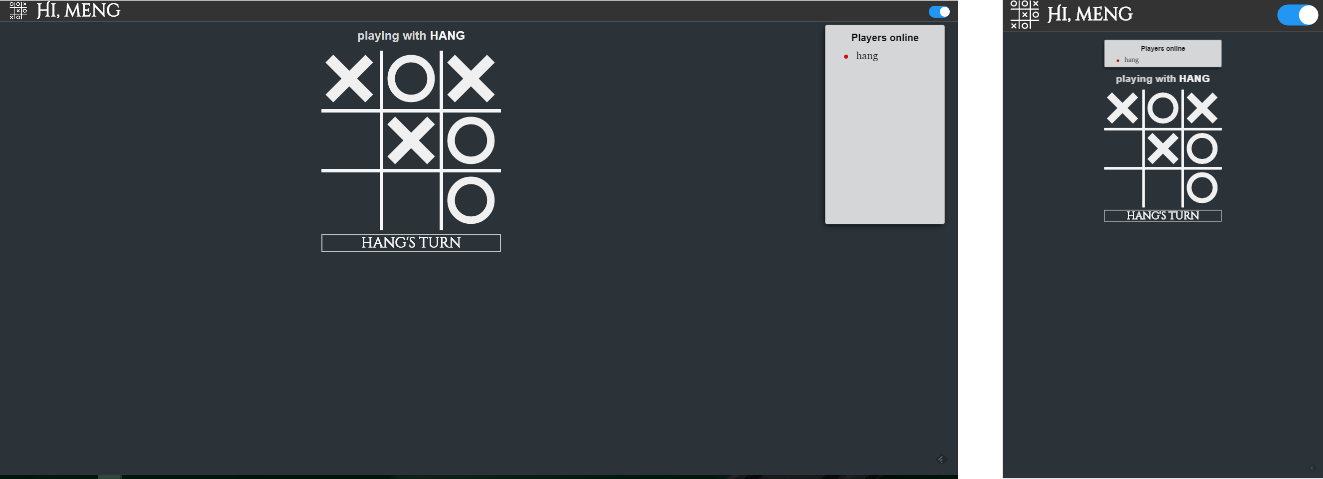 Hi, MENG
playing with HANG
Players online
hang
X O X
X O
O
HANG'S TURN
Hi, MENG
Players online
hang
playing with HANG
X O X
X O
O
HANG'S TURN